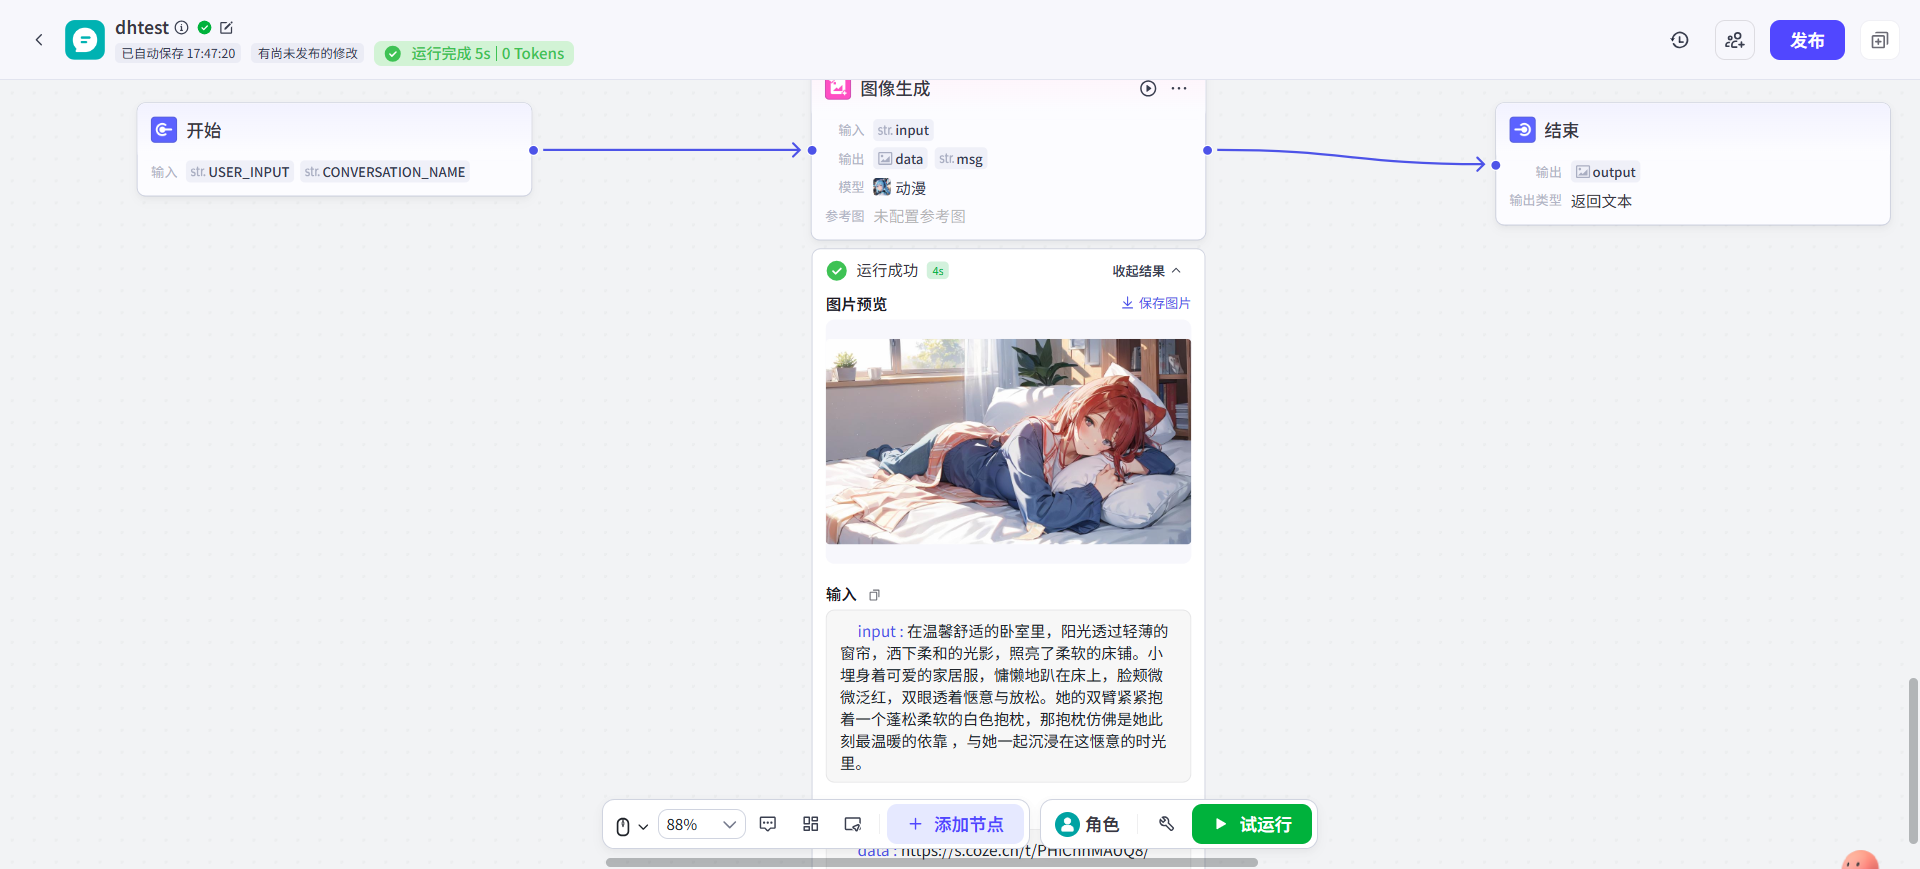 dhtest
已自动保存 17:47:20
有尚未发布的修改
运行完成 5s | 0 Tokens
发布
开始
输入 str. USER_INPUT str. CONVERSATION_NAME
图像生成
输入 str. input
输出 data str. msg
模型 动漫
参考图 未配置参考图
结束
输出 output
输出类型 返回文本
运行成功 4s 收起结果
图片预览 保存图片
输入
input : 在温馨舒适的卧室里，阳光透过轻薄的
窗帘，洒下柔和的光影，照亮了柔软的床铺。小
埋身着可爱的家居服，慵懒地趴在床上，脸颊微
微泛红，双眼透着惬意与放松。她的双臂紧紧抱
着一个蓬松柔软的白色抱枕，那抱枕仿佛是她此
刻最温暖的依靠 ，与她一起沉浸在这惬意的时光
里。
88%
添加节点
角色
试运行